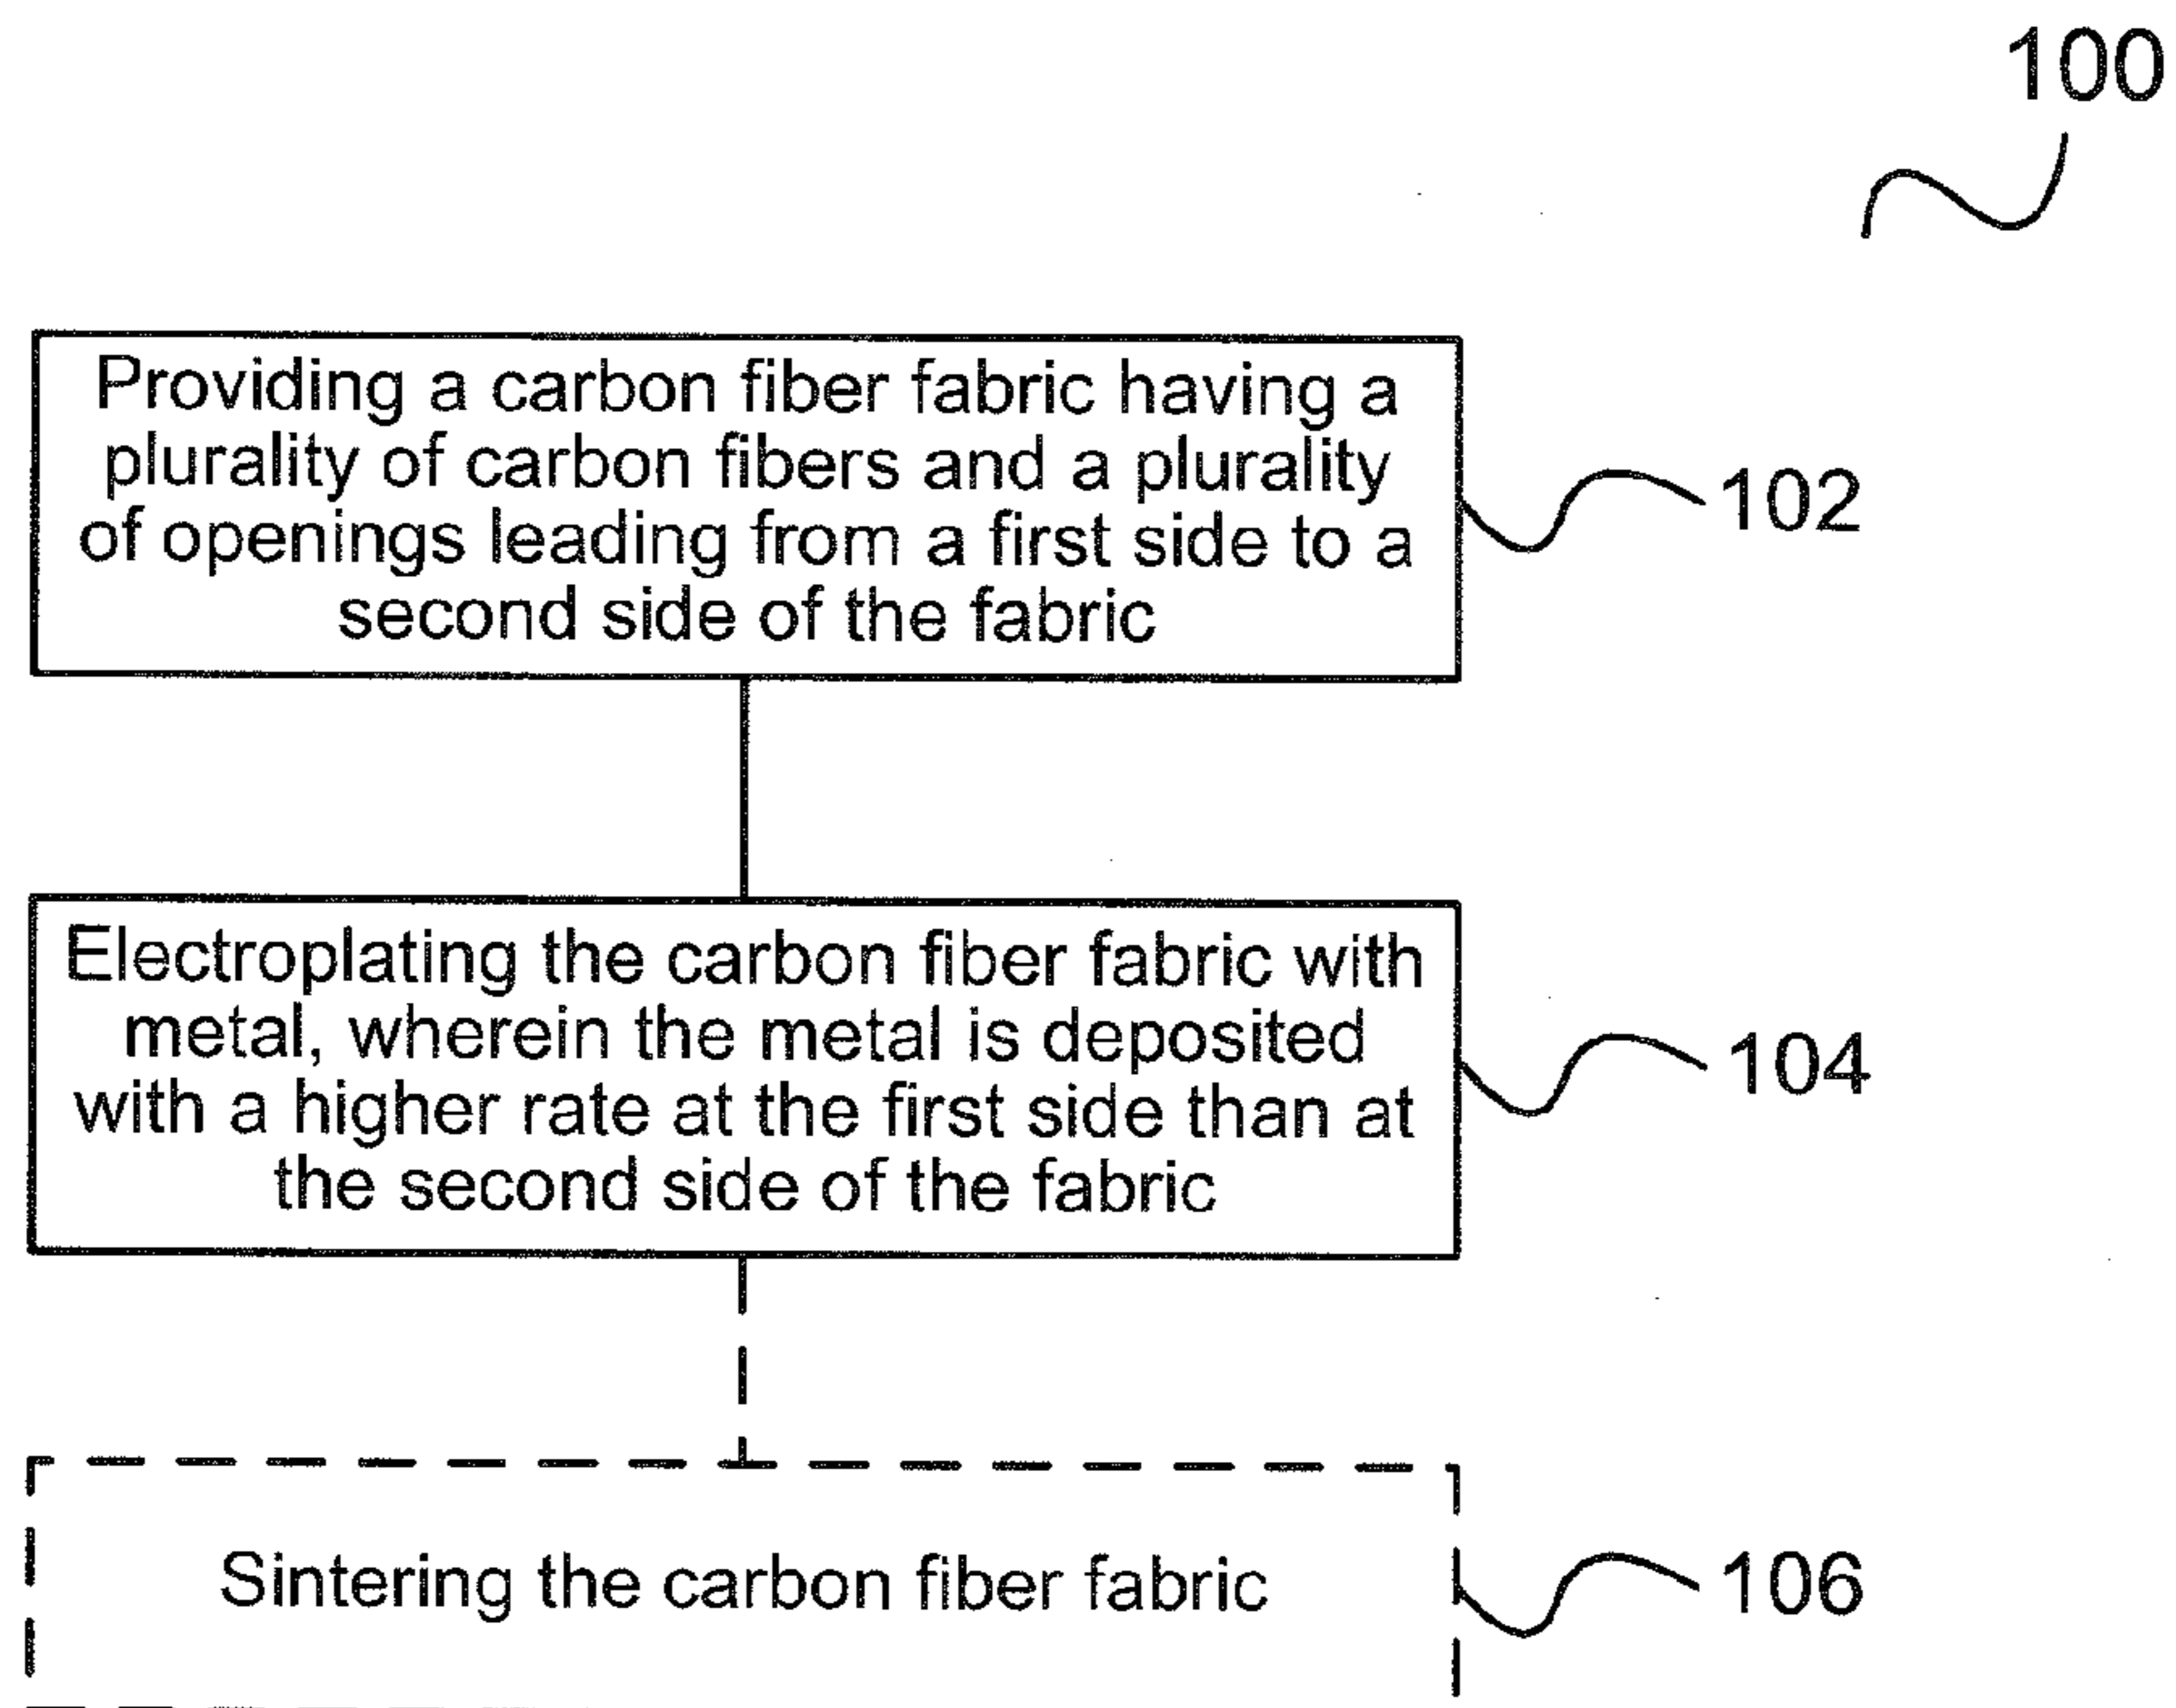 100
Providing a carbon fiber fabric having a
plurality of carbon fibers and a plurality
of openings leading from a first side to a
second side of the fabric
102
Electroplating the carbon fiber fabric with
metal, wherein the metal is deposited
with a higher rate at the first side than at
the second side of the fabric
104
Sintering the carbon fiber fabric
106